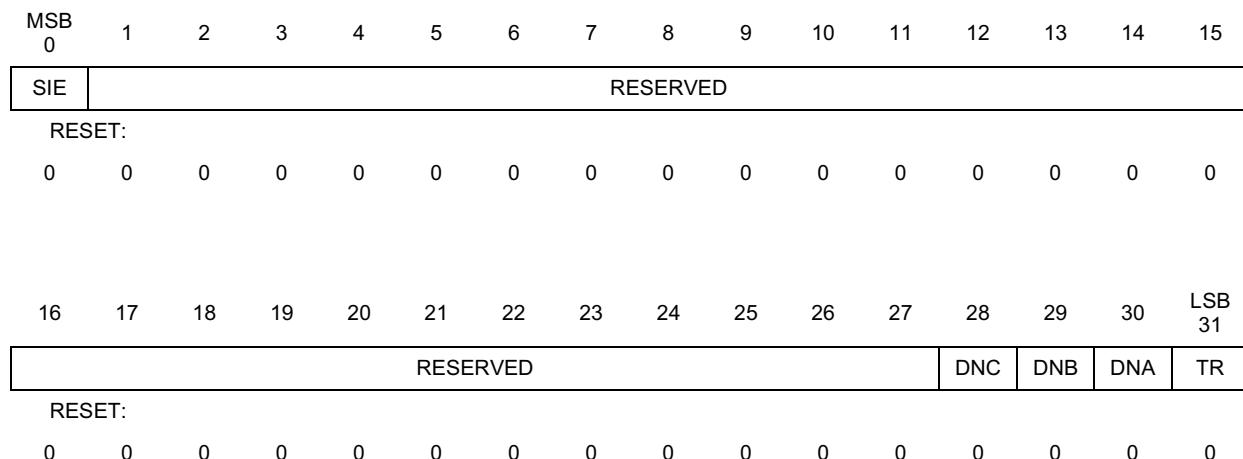 MSB
0 1 2 3 4 5 6 7 8 9 10 11 12 13 14 15
SIE RESERVED
RESET:
0 0 0 0 0 0 0 0 0 0 0 0 0 0 0 0
16 17 18 19 20 21 22 23 24 25 26 27 28 29 30 LSB
31
RESERVED DNC DNB DNA TR
RESET:
0 0 0 0 0 0 0 0 0 0 0 0 0 0 0 0